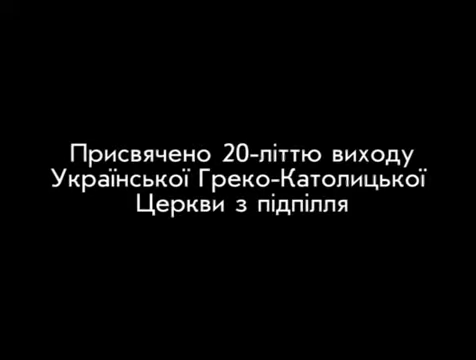 Присвячено 20-літтю виходу
Української Греко-Католицької
Церкви з підпілля